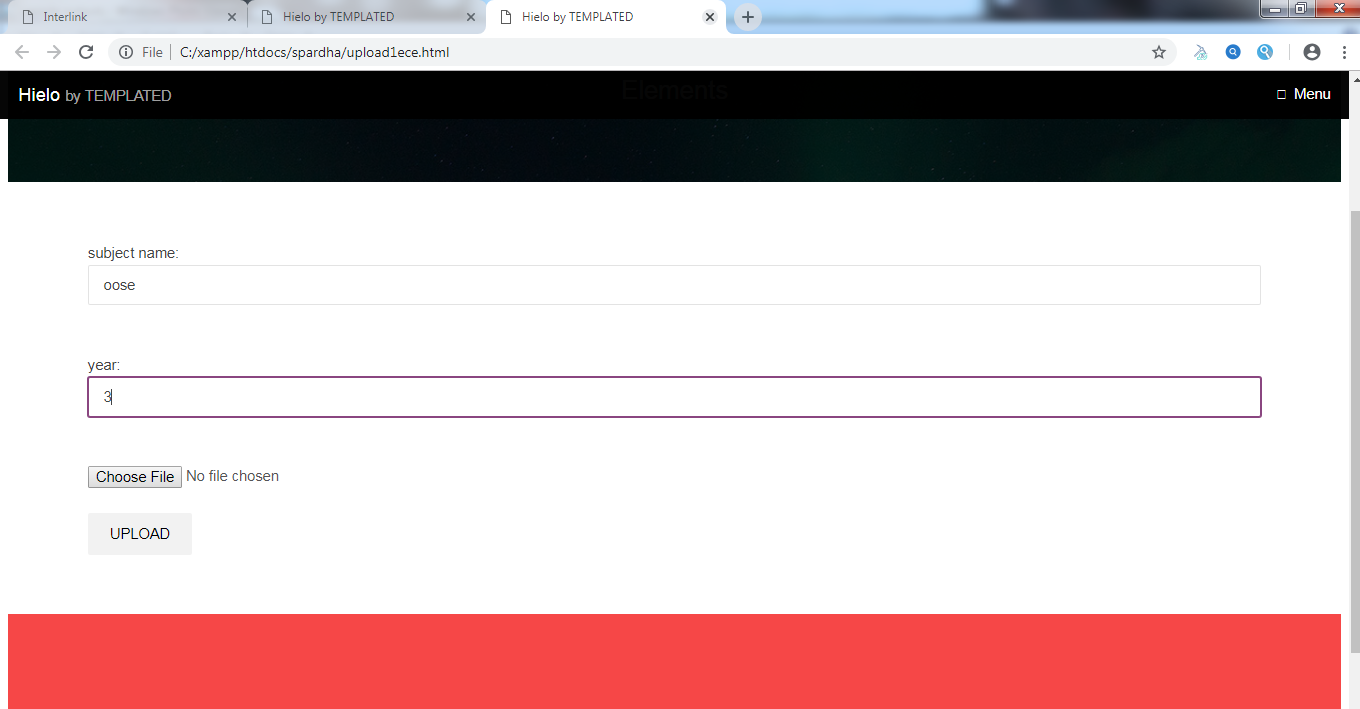 Interlink
Hielo by TEMPLATED
Hielo by TEMPLATED
File
C:/xampp/htdocs/spardha/upload1ece.html
Hielo by TEMPLATED
Elements
Menu
subject name:
oose
year:
3
Choose File No file chosen
UPLOAD